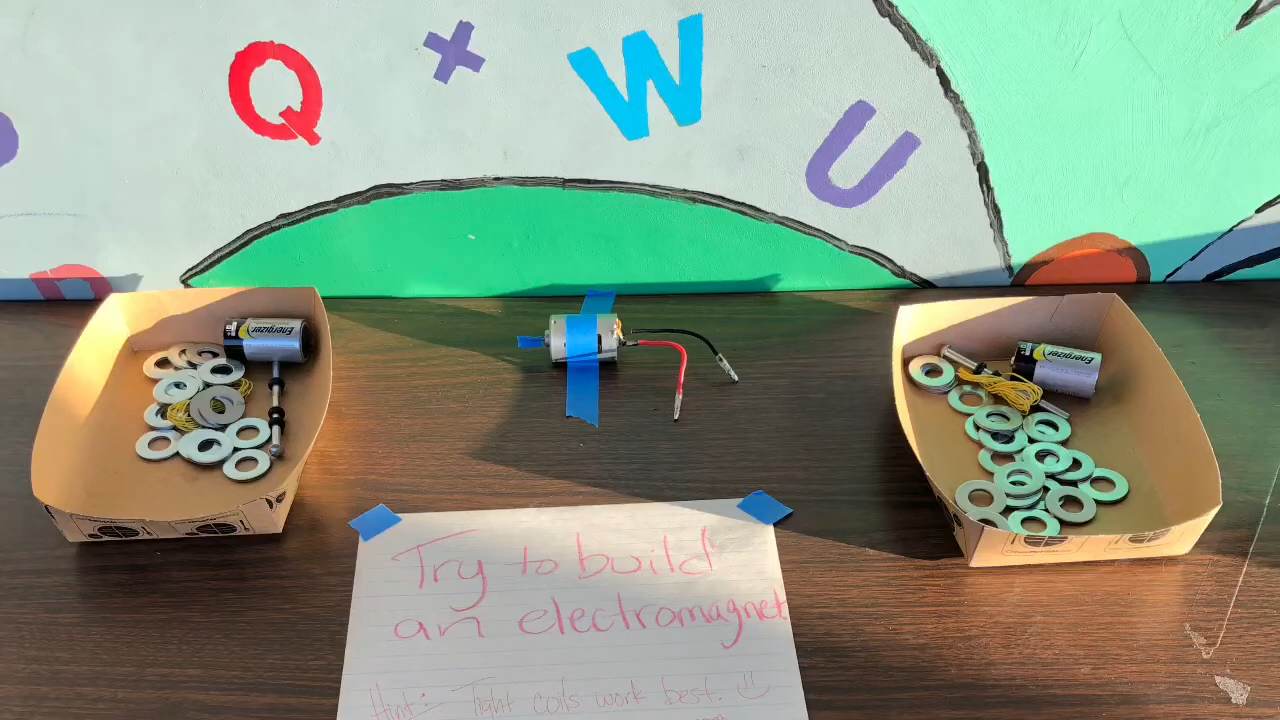 Q × W
U
Energizer
Energizer
Try to build
an electromagnet
Hint: Tight coils work best. :)